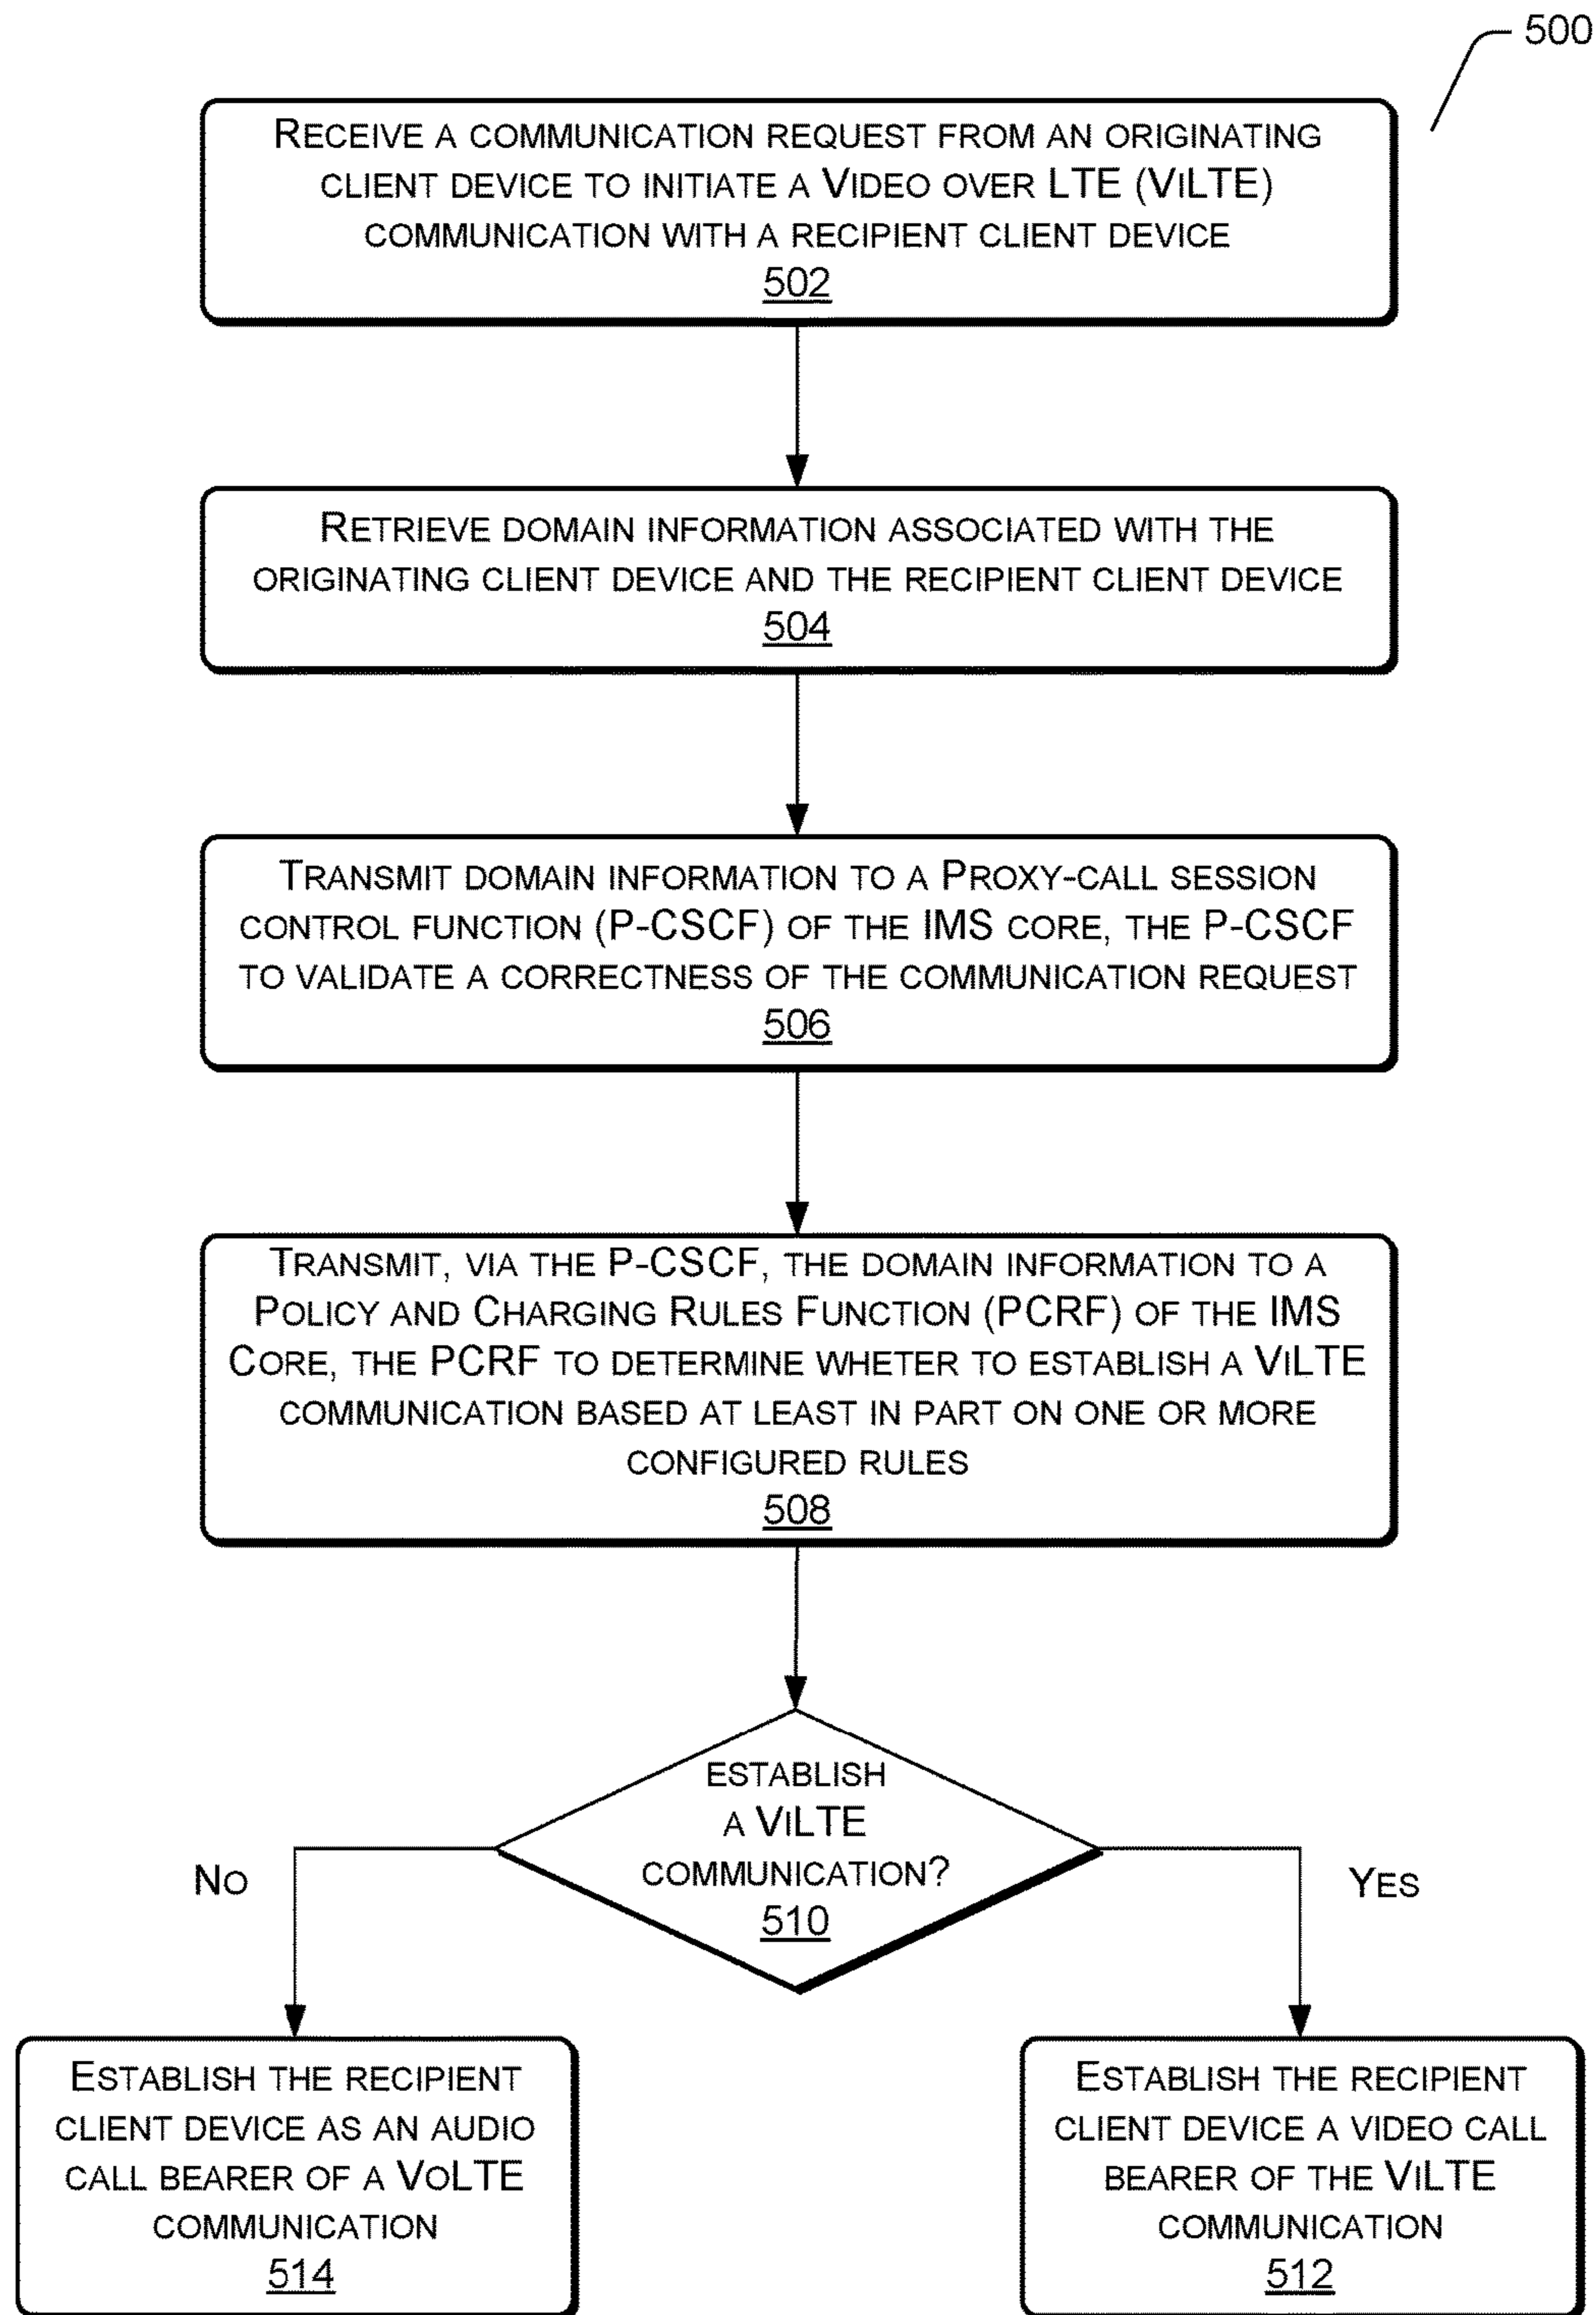 500
RECEIVE A COMMUNICATION REQUEST FROM AN ORIGINATING
CLIENT DEVICE TO INITIATE A VIDEO OVER LTE (VILTE)
COMMUNICATION WITH A RECIPIENT CLIENT DEVICE
502
RETRIEVE DOMAIN INFORMATION ASSOCIATED WITH THE
ORIGINATING CLIENT DEVICE AND THE RECIPIENT CLIENT DEVICE
504
TRANSMIT DOMAIN INFORMATION TO A PROXY-CALL SESSION
CONTROL FUNCTION (P-CSCF) OF THE IMS CORE, THE P-CSCF
TO VALIDATE A CORRECTNESS OF THE COMMUNICATION REQUEST
506
TRANSMIT, VIA THE P-CSCF, THE DOMAIN INFORMATION TO A
POLICY AND CHARGING RULES FUNCTION (PCRF) OF THE IMS
CORE, THE PCRF TO DETERMINE WHETER TO ESTABLISH A VILTE
COMMUNICATION BASED AT LEAST IN PART ON ONE OR MORE
CONFIGURED RULES
508
ESTABLISH
A VILTE
COMMUNICATION?
510
NO
YES
ESTABLISH THE RECIPIENT
CLIENT DEVICE AS AN AUDIO
CALL BEARER OF A VOLTE
COMMUNICATION
514
ESTABLISH THE RECIPIENT
CLIENT DEVICE A VIDEO CALL
BEARER OF THE VILTE
COMMUNICATION
512